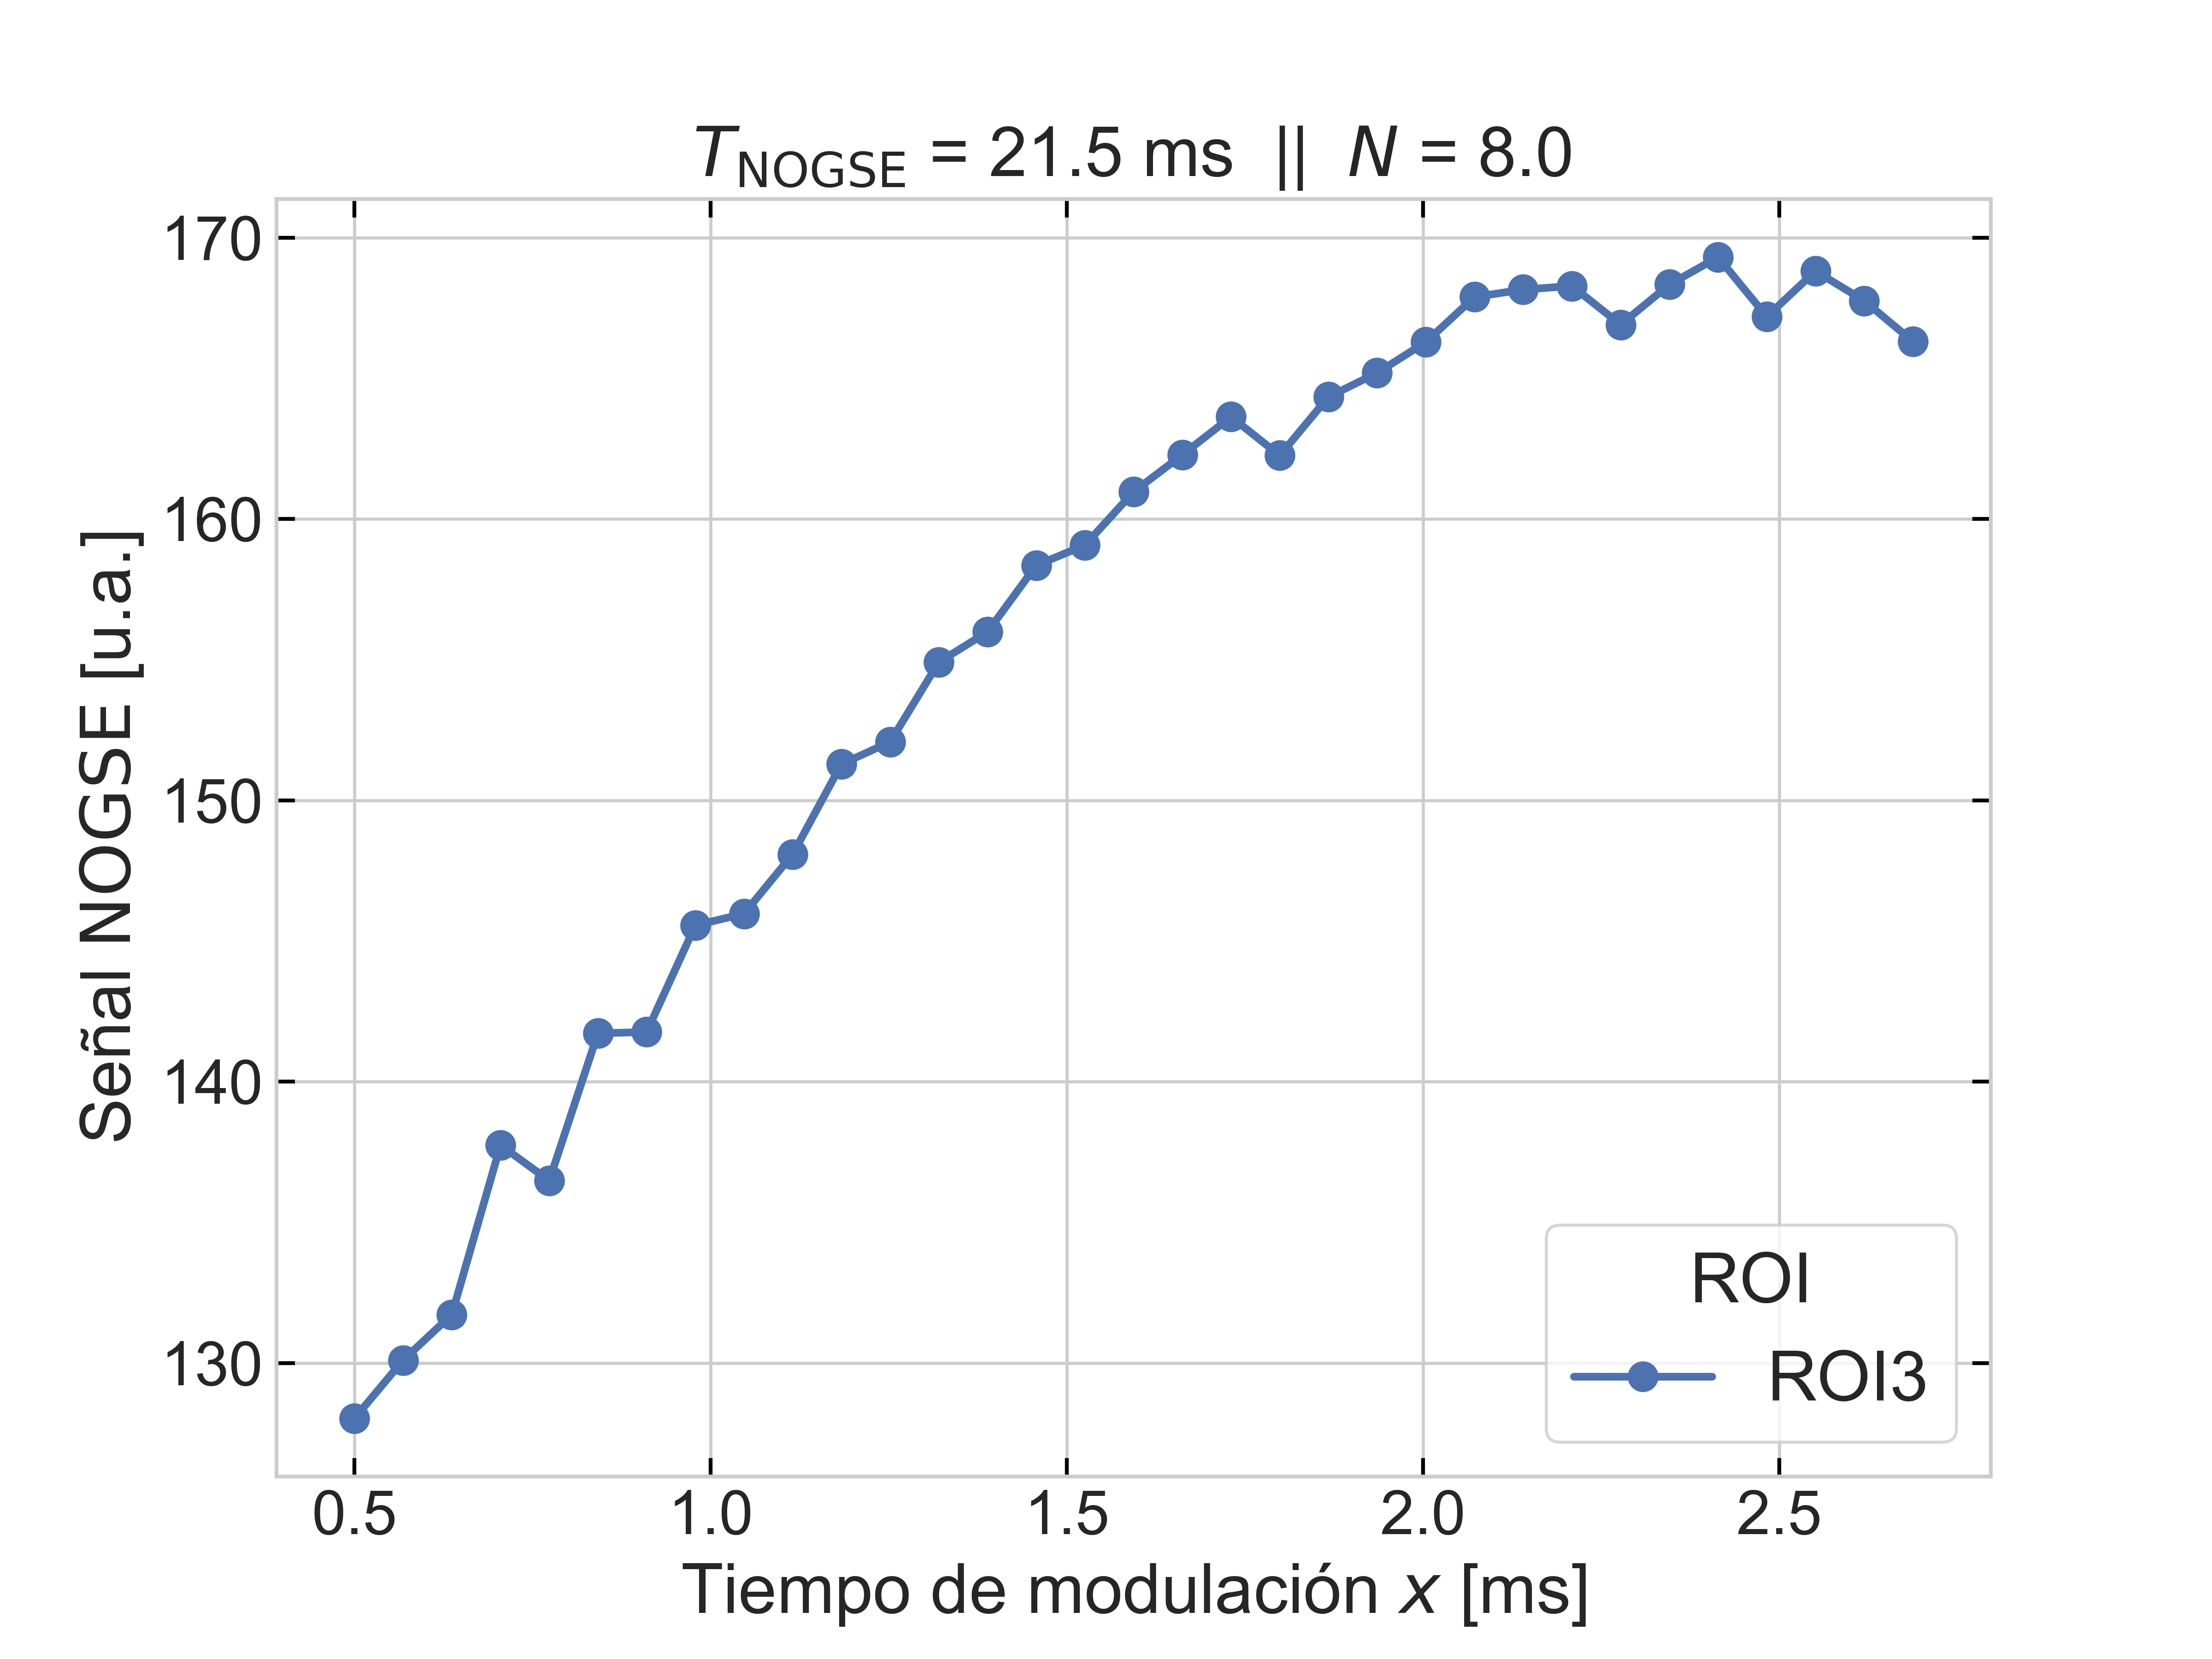 T_NOGSE = 21.5 ms || N = 8.0
Señal NOGSE [u.a.]
170
160
150
140
130
ROI
ROI3
0.5 1.0 1.5 2.0 2.5
Tiempo de modulación x [ms]